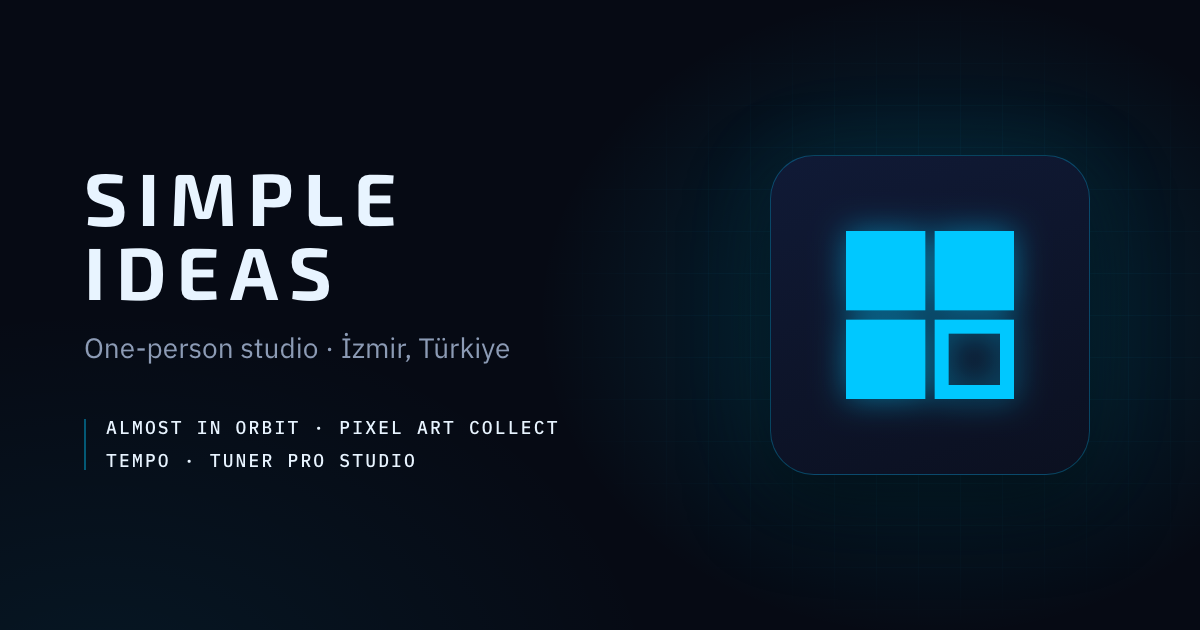 SIMPLE
IDEAS
One-person studio · İzmir, Türkiye
ALMOST IN ORBIT · PIXEL ART COLLECT
TEMPO · TUNER PRO STUDIO